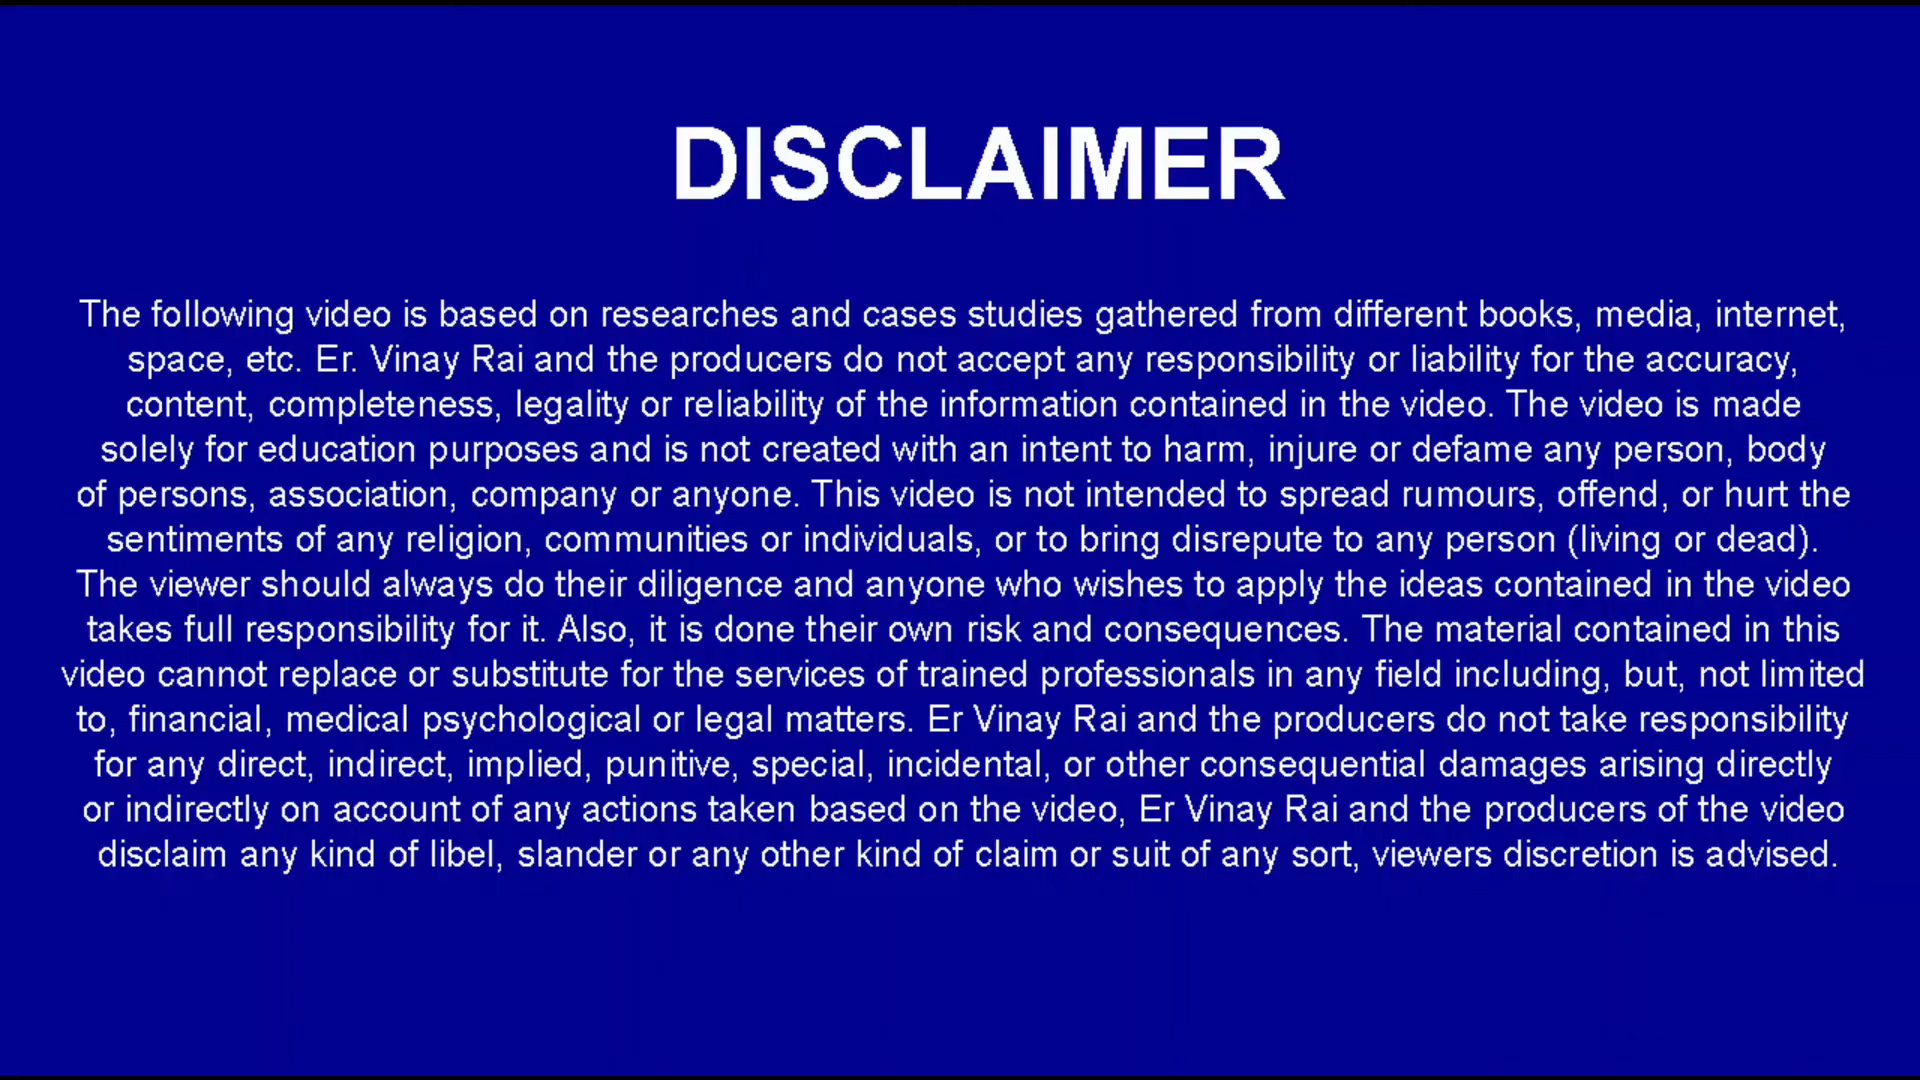 DISCLAIMER
The following video is based on researches and cases studies gathered from different books, media, internet,
space, etc. Er. Vinay Rai and the producers do not accept any responsibility or liability for the accuracy,
content, completeness, legality or reliability of the information contained in the video. The video is made
solely for education purposes and is not created with an intent to harm, injure or defame any person, body
of persons, association, company or anyone. This video is not intended to spread rumours, offend, or hurt the
sentiments of any religion, communities or individuals, or to bring disrepute to any person (living or dead).
The viewer should always do their diligence and anyone who wishes to apply the ideas contained in the video
takes full responsibility for it. Also, it is done their own risk and consequences. The material contained in this
video cannot replace or substitute for the services of trained professionals in any field including, but, not limited
to, financial, medical psychological or legal matters. Er Vinay Rai and the producers do not take responsibility
for any direct, indirect, implied, punitive, special, incidental, or other consequential damages arising directly
or indirectly on account of any actions taken based on the video, Er Vinay Rai and the producers of the video
disclaim any kind of libel, slander or any other kind of claim or suit of any sort, viewers discretion is advised.